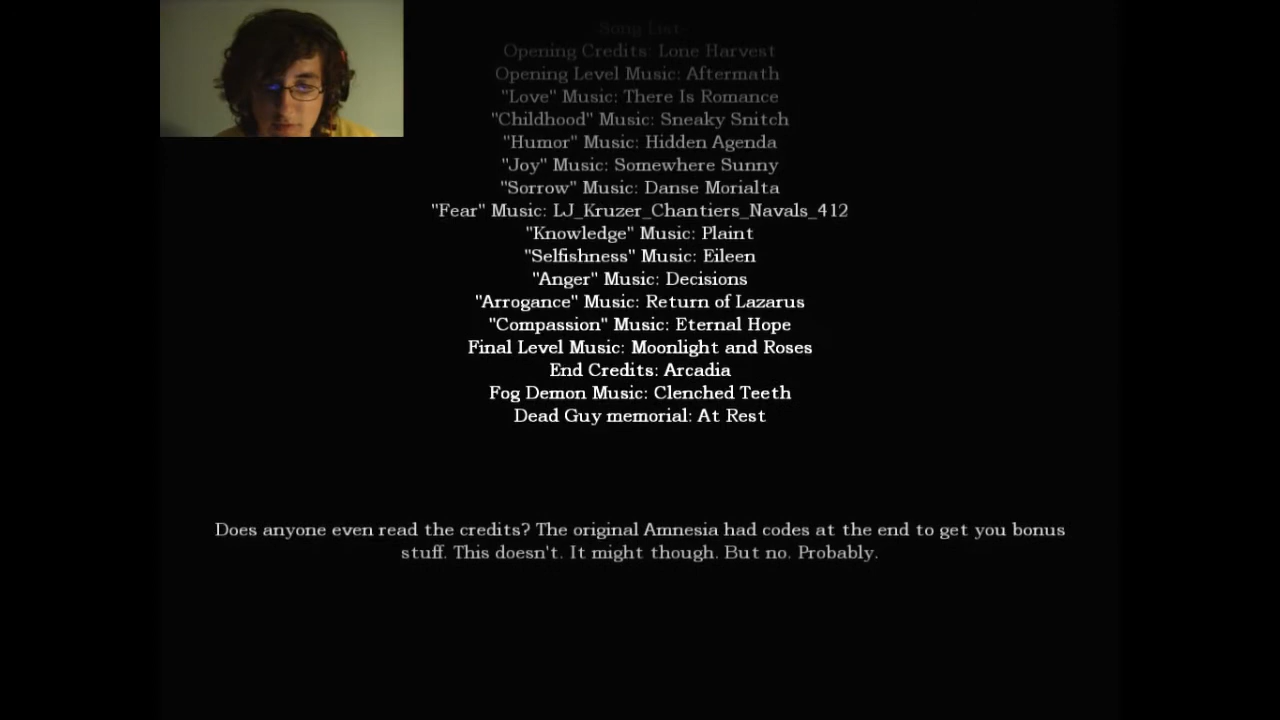 Song List-
Opening Credits: Lone Harvest
Opening Level Music: Aftermath
"Love" Music: There Is Romance
"Childhood" Music: Sneaky Snitch
"Humor" Music: Hidden Agenda
"Joy" Music: Somewhere Sunny
"Sorrow" Music: Danse Morialta
"Fear" Music: LJ_Kruzer_Chantiers_Navals_412
"Knowledge" Music: Plaint
"Selfishness" Music: Eileen
"Anger" Music: Decisions
"Arrogance" Music: Return of Lazarus
"Compassion" Music: Eternal Hope
Final Level Music: Moonlight and Roses
End Credits: Arcadia
Fog Demon Music: Clenched Teeth
Dead Guy memorial: At Rest
Does anyone even read the credits? The original Amnesia had codes at the end to get you bonus
stuff. This doesn't. It might though. But no. Probably.